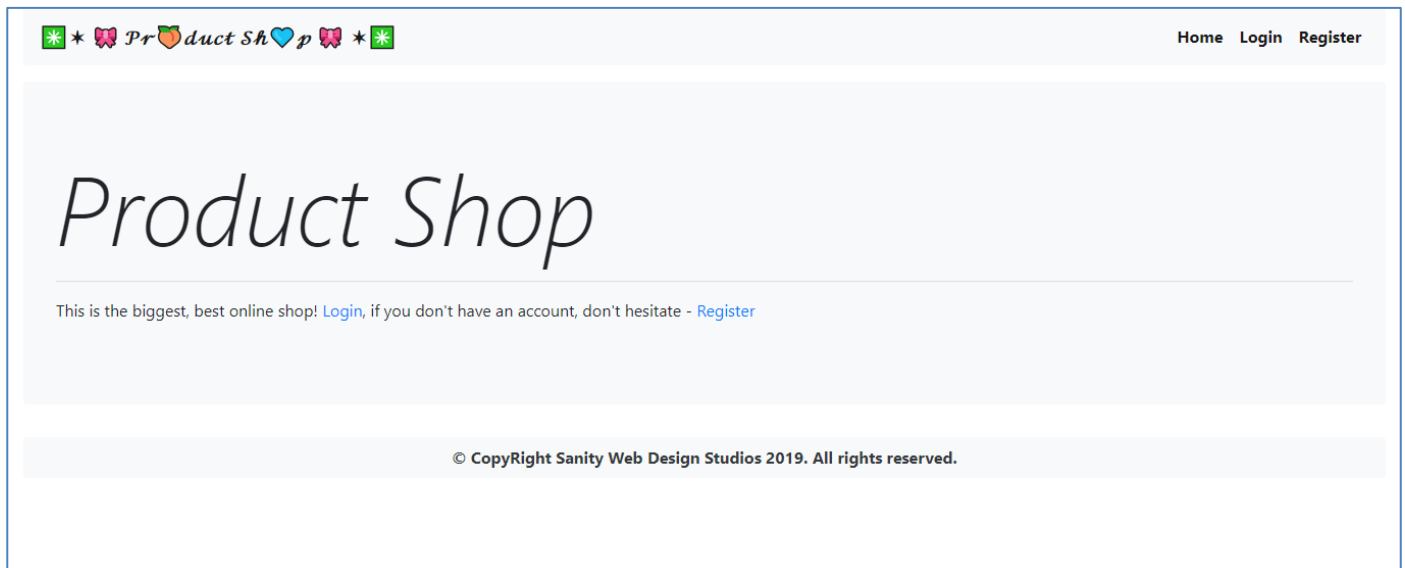 ✳️✶ 🎀 𝒫𝓇🍑𝒹𝓊𝒸𝓉 𝒮𝒽💙𝓅 🎀 ✶✳️
Home Login Register
Product Shop
This is the biggest, best online shop! Login, if you don't have an account, don't hesitate - Register
© CopyRight Sanity Web Design Studios 2019. All rights reserved.